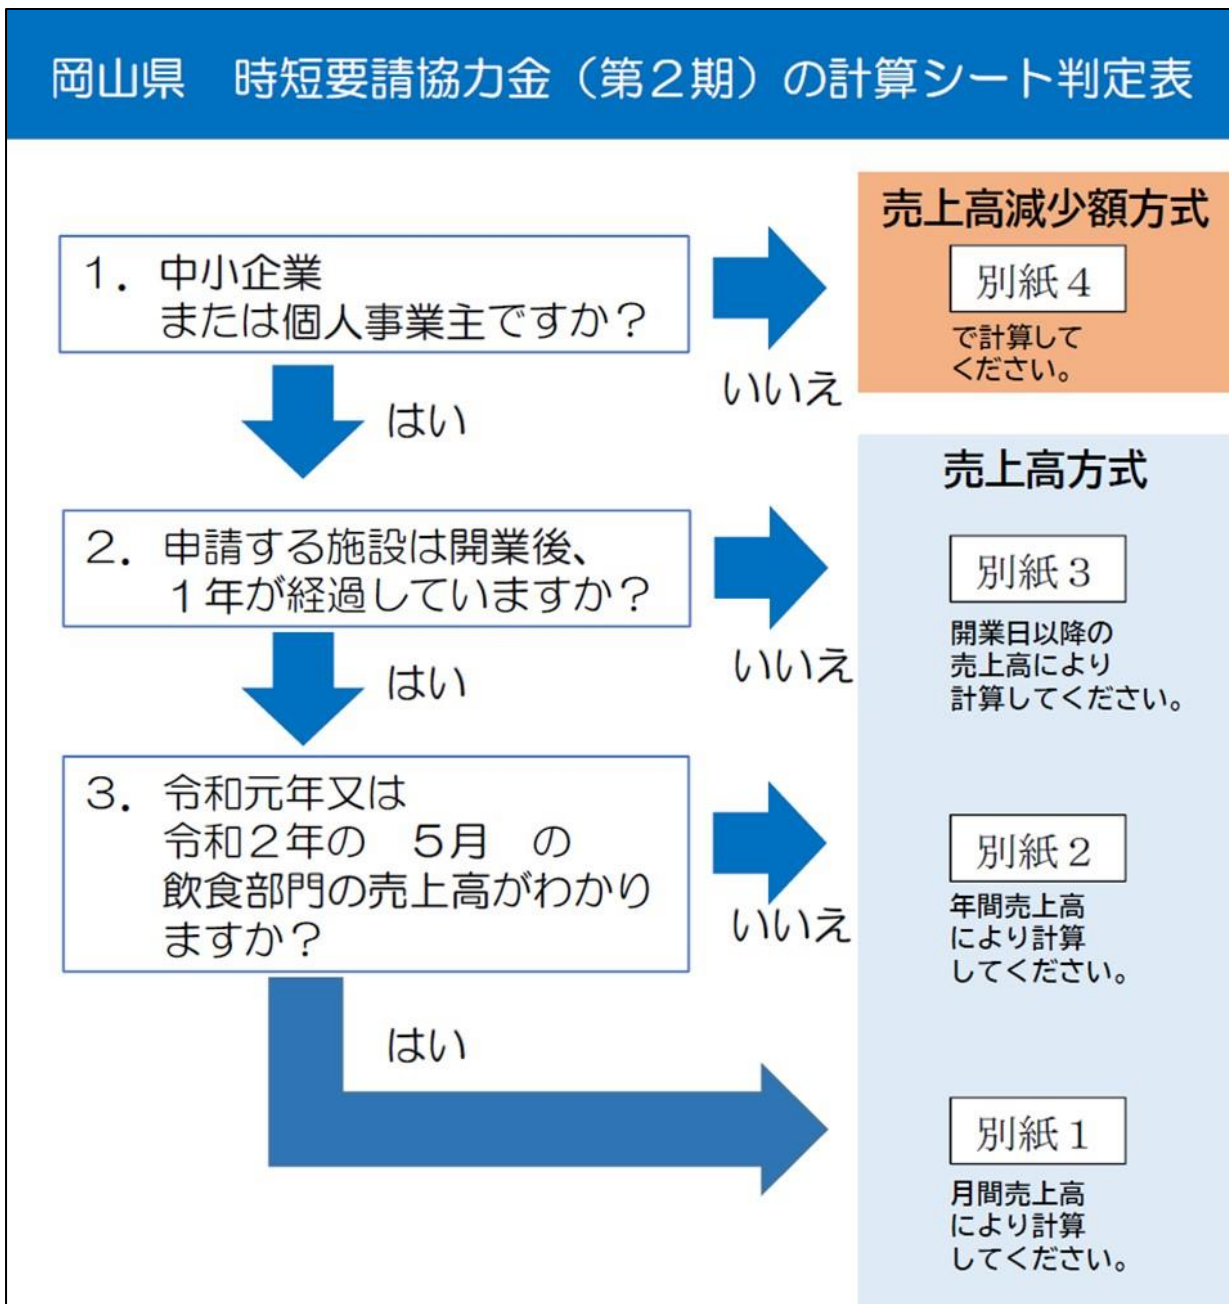 岡山県　時短要請協力金（第２期）の計算シート判定表
１．中小企業
または個人事業主ですか？
いいえ
はい
売上高減少額方式
別紙４
で計算して
ください。
２．申請する施設は開業後、
１年が経過していますか？
いいえ
はい
売上高方式
別紙３
開業日以降の
売上高により
計算してください。
３．令和元年又は
令和２年の　５月　の
飲食部門の売上高がわかり
ますか？
いいえ
はい
別紙２
年間売上高
により計算
してください。
別紙１
月間売上高
により計算
してください。